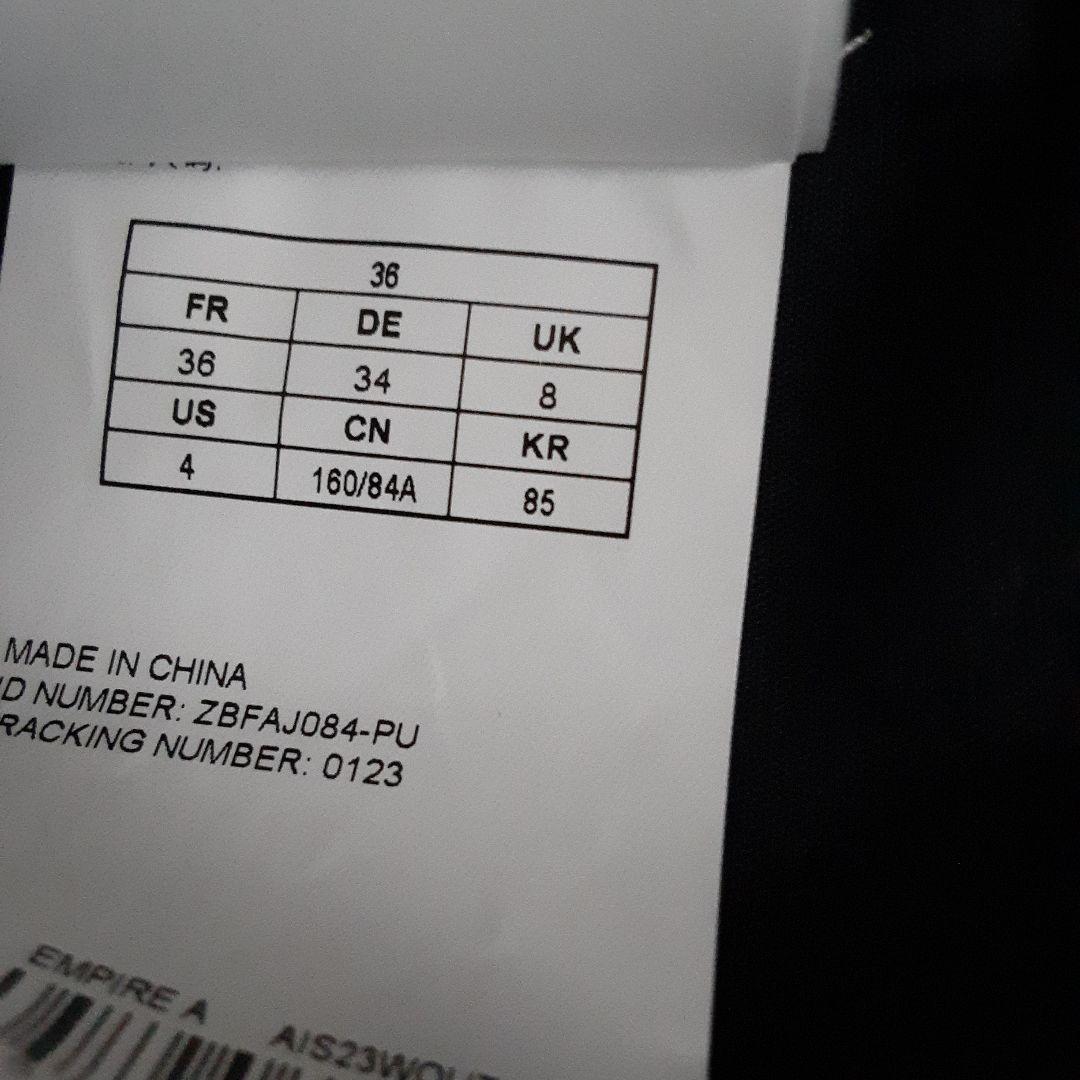 36
FR DE UK
36 34 8
US CN KR
4 160/84A 85
MADE IN CHINA
NUMBER: ZBFAJ084-PU
NUMBER: 0123
EMPIRE A